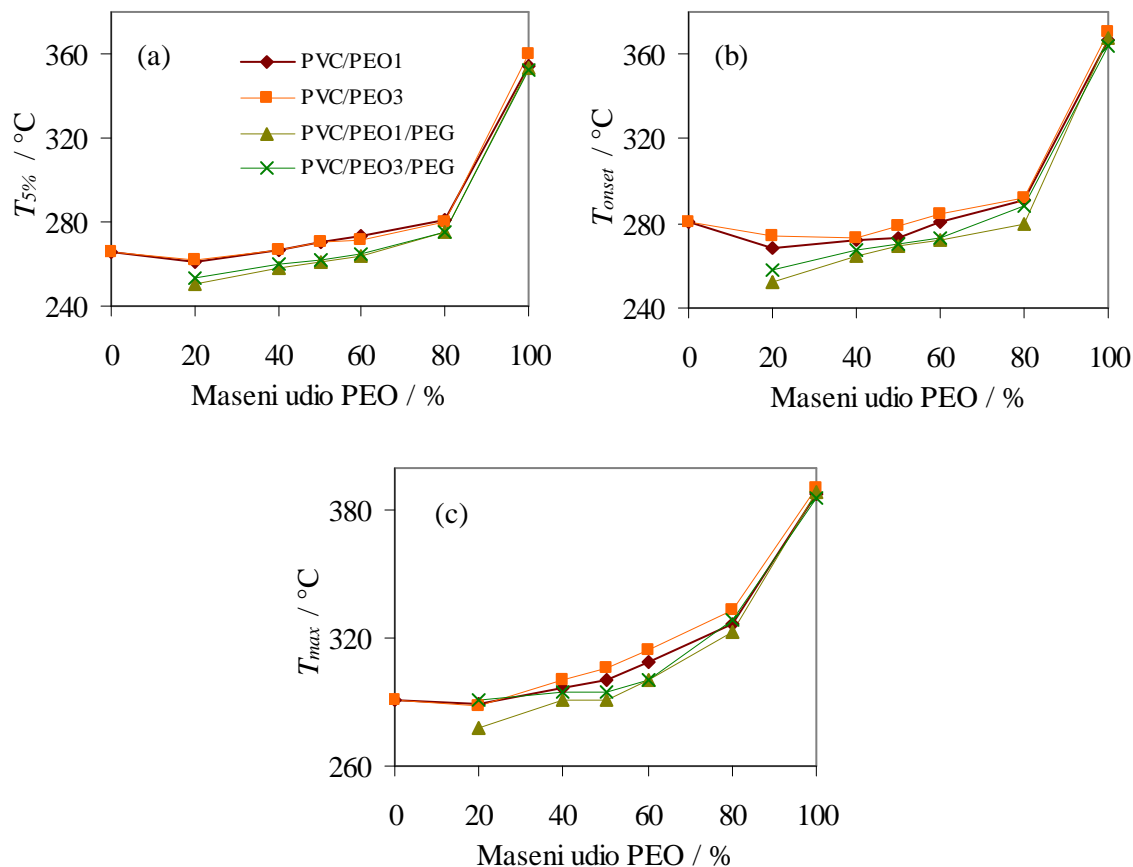 (a)
PVC/PEO1
PVC/PEO3
PVC/PEO1/PEG
PVC/PEO3/PEG
T5% / °C
360
320
280
240
0 20 40 60 80 100
Maseni udio PEO / %
(b)
Tonset / °C
360
320
280
240
0 20 40 60 80 100
Maseni udio PEO / %
(c)
Tmax / °C
380
320
260
0 20 40 60 80 100
Maseni udio PEO / %